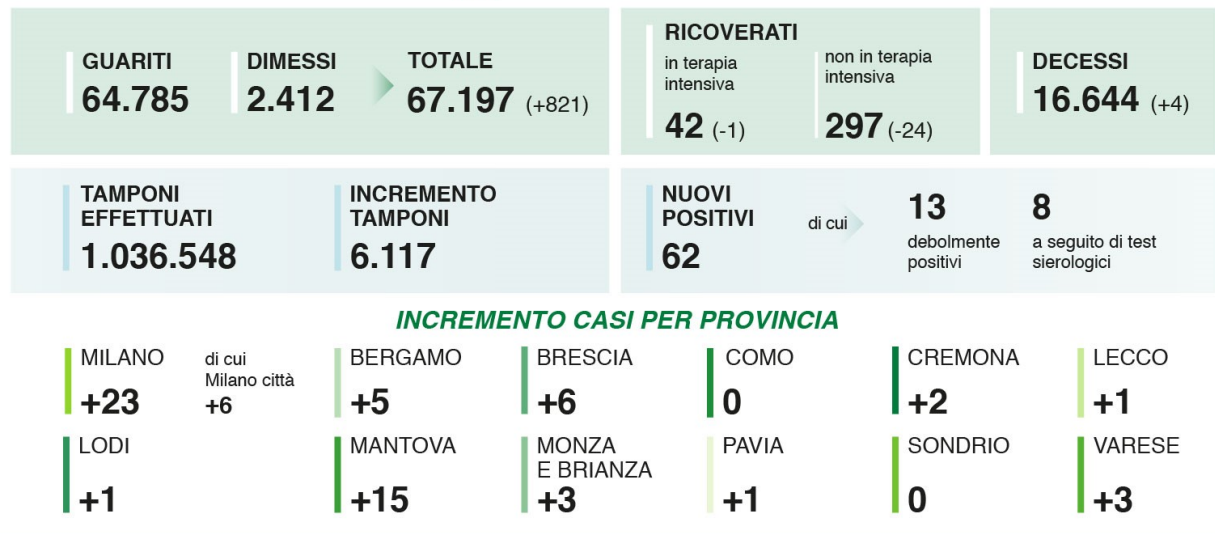 GUARITI
64.785
DIMESSI
2.412
TOTALE
67.197 (+821)
RICOVERATI
in terapia
intensiva
42 (-1)
non in terapia
intensiva
297 (-24)
DECESSI
16.644 (+4)
TAMPONI
EFFETTUATI
1.036.548
INCREMENTO
TAMPONI
6.117
NUOVI
POSITIVI
62
di cui
13
debolmente
positivi
8
a seguito di test
sierologici
INCREMENTO CASI PER PROVINCIA
MILANO
+23
di cui
Milano città
+6
BERGAMO
+5
BRESCIA
+6
COMO
0
CREMONA
+2
LECCO
+1
LODI
+1
MANTOVA
+15
MONZA
E BRIANZA
+3
PAVIA
+1
SONDRIO
0
VARESE
+3